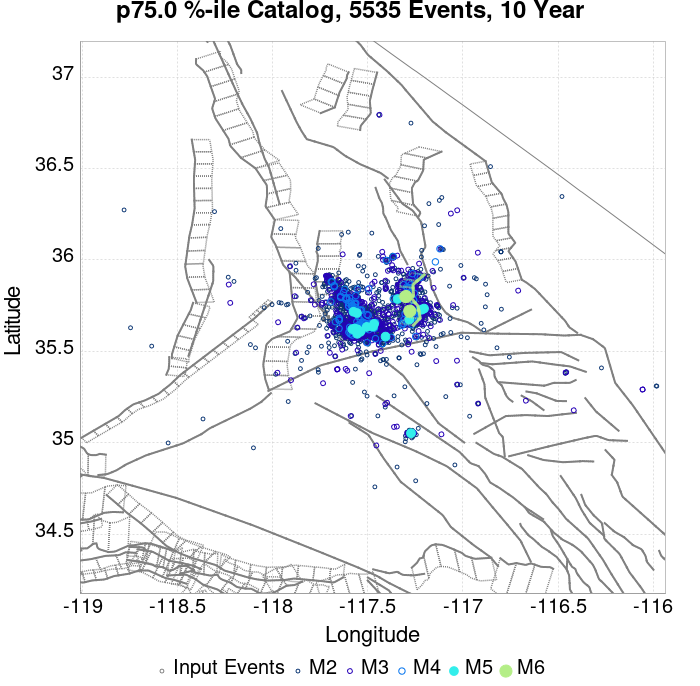 p75.0 %-ile Catalog, 5535 Events, 10 Year
37
36.5
36
35.5
35
34.5
Latitude
-119 -118.5 -118 -117.5 -117 -116.5 -116
Longitude
Input Events M2 M3 M4 M5 M6